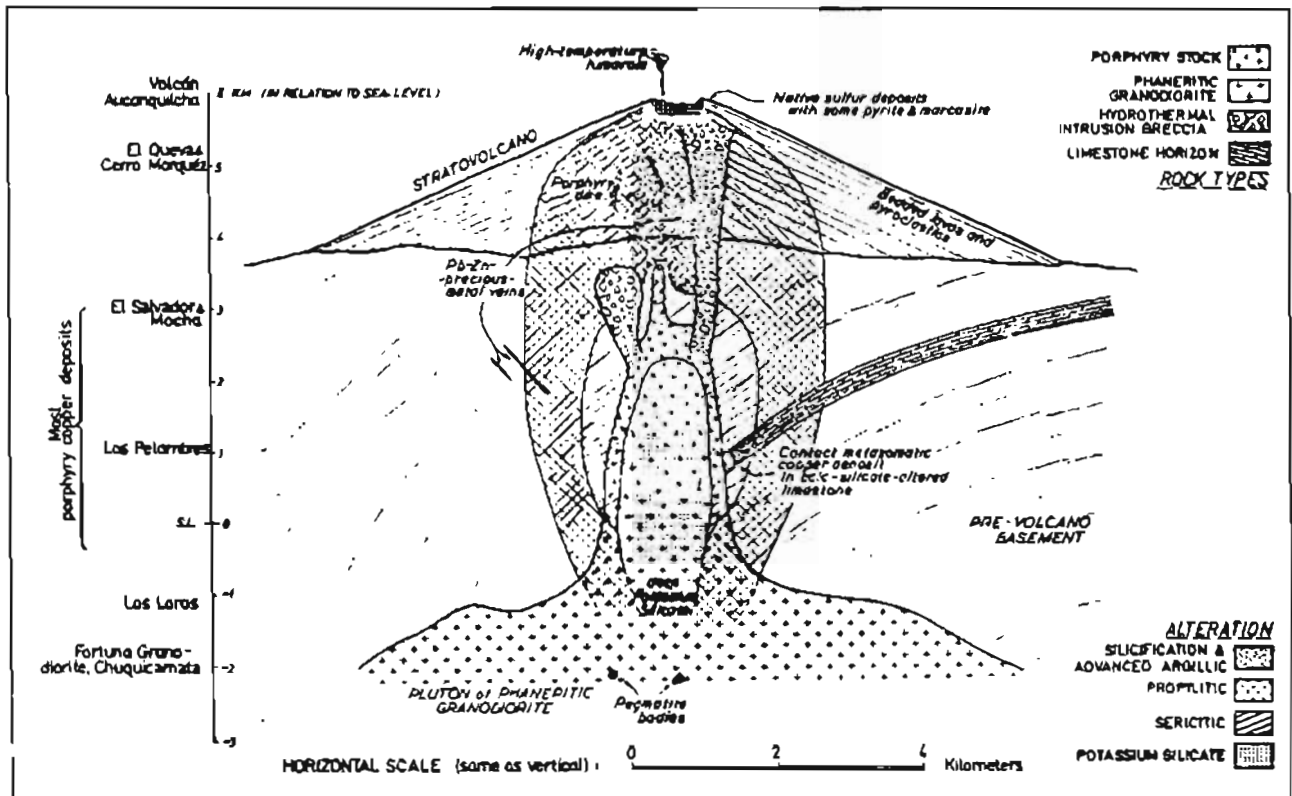 High-temperature
fumarole
Volcán
Aucanquilcha
KM (IN RELATION TO SEA-LEVEL)
Native sulfur deposits
with some pyrite & marcasite
STRATOVOLCANO
El Quevar
Cerro Marquéz
5
Porphyry
dike
Bedded lavas and
pyroclastics
4
Pb-Zn-
-precious-
metal veins
El Salvador &
Mocha
3
Most
porphyry copper deposits
2
Los Pelambres
1
Contact metasomatic
copper deposit
in calc-silicate-altered
limestone
S.L.
0
PRE-VOLCANO
BASEMENT
Los Loros
-1
Fortuna Grano-
diorite, Chuquicamata
-2
PLUTON of PHANERITIC
GRANODIORITE
Pegmatite
bodies
-3
HORIZONTAL SCALE (same as vertical) :
0
2
4
Kilometers
PORPHYRY STOCK
PHANERITIC
GRANODIORITE
HYDROTHERMAL
INTRUSION BRECCIA
LIMESTONE HORIZON
ROCK TYPES
ALTERATION
SILICIFICATION &
ADVANCED ARGILLIC
PROPILITIC
SERICITIC
POTASSIUM SILICATE